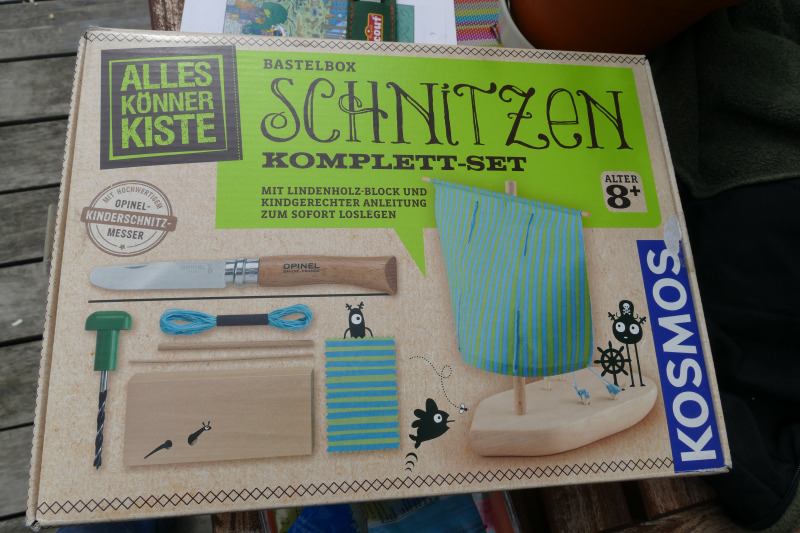 ALLES
KÖNNER
KISTE
BASTELBOX
SCHNITZEN
KOMPLETT-SET
MIT LINDENHOLZ-BLOCK UND
KINDGERECHTER ANLEITUNG
ZUM SOFORT LOSLEGEN
ALTER
8+
MIT HOCHWERTIGEM
OPINEL-
KINDERSCHNITZ-
MESSER
OPINEL
KOSMOS